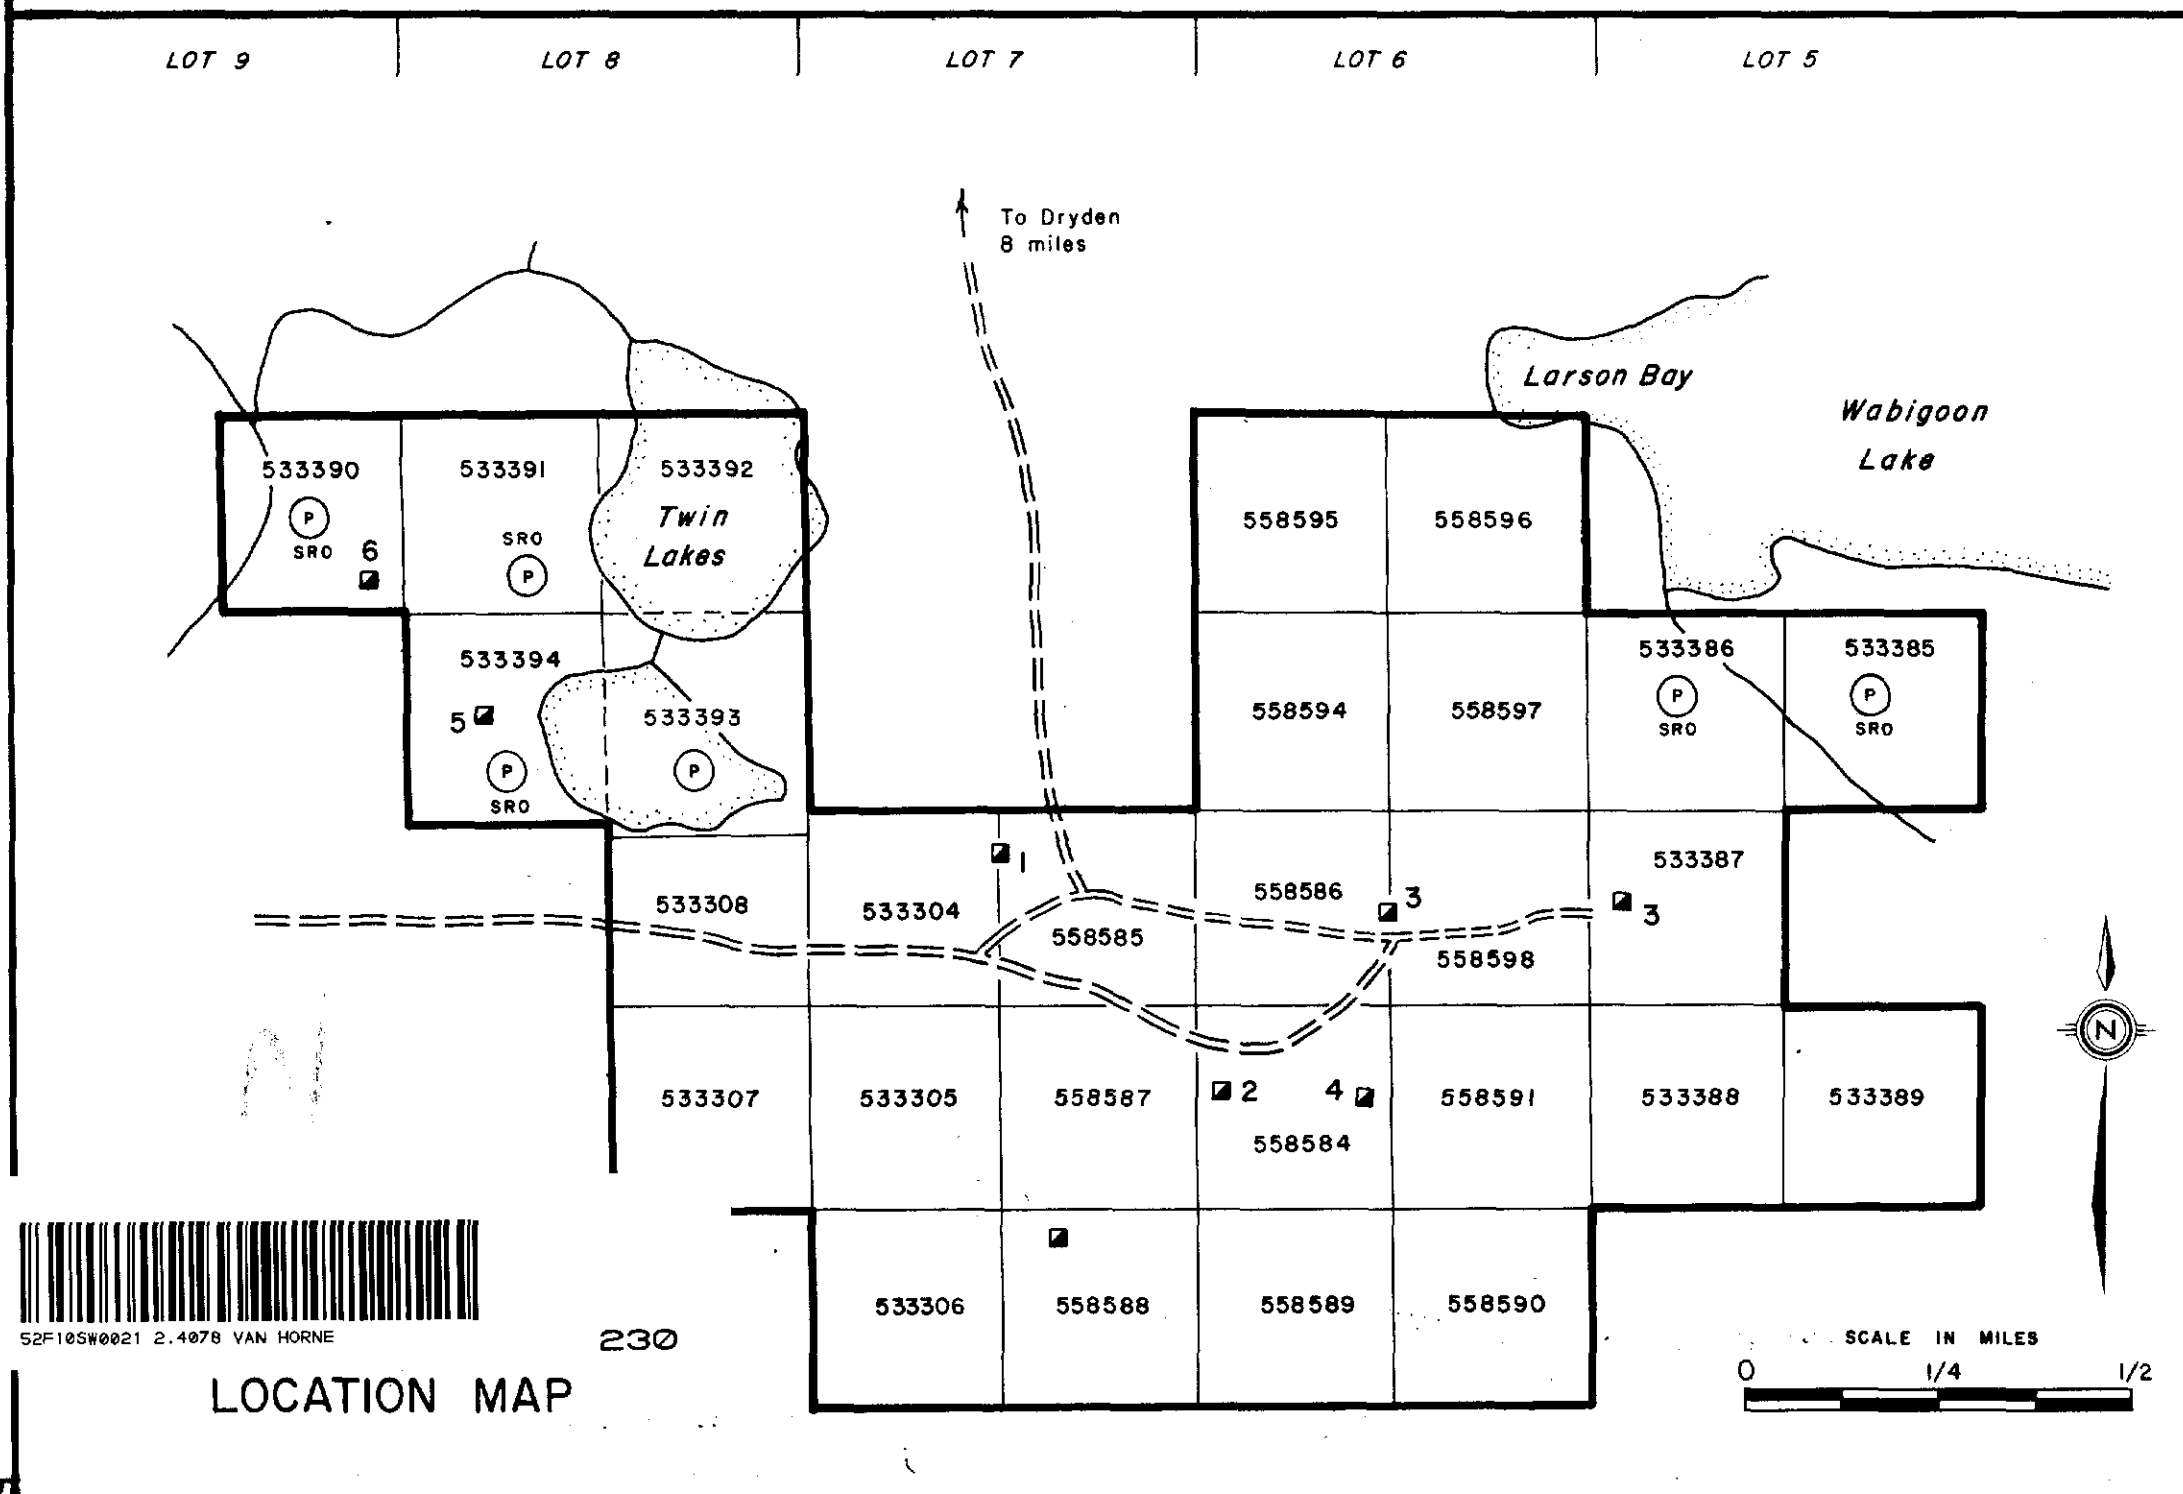 LOT 9
LOT 8
LOT 7
LOT 6
LOT 5
To Dryden
8 miles
Larson Bay
Wabigoon
Lake
533390
P
SRO
6
533391
SRO
P
533392
Twin
Lakes
558595
558596
533394
5
P
SRO
533393
P
558594
558597
533386
P
SRO
533385
P
SRO
533308
533304
1
558585
558586
3
558598
533387
3
533307
533305
558587
2
4
558584
558591
533388
533389
N
533306
558588
558589
558590
52F10SW0021 2.4078 VAN HORNE
230
LOCATION MAP
SCALE IN MILES
0 1/4 1/2